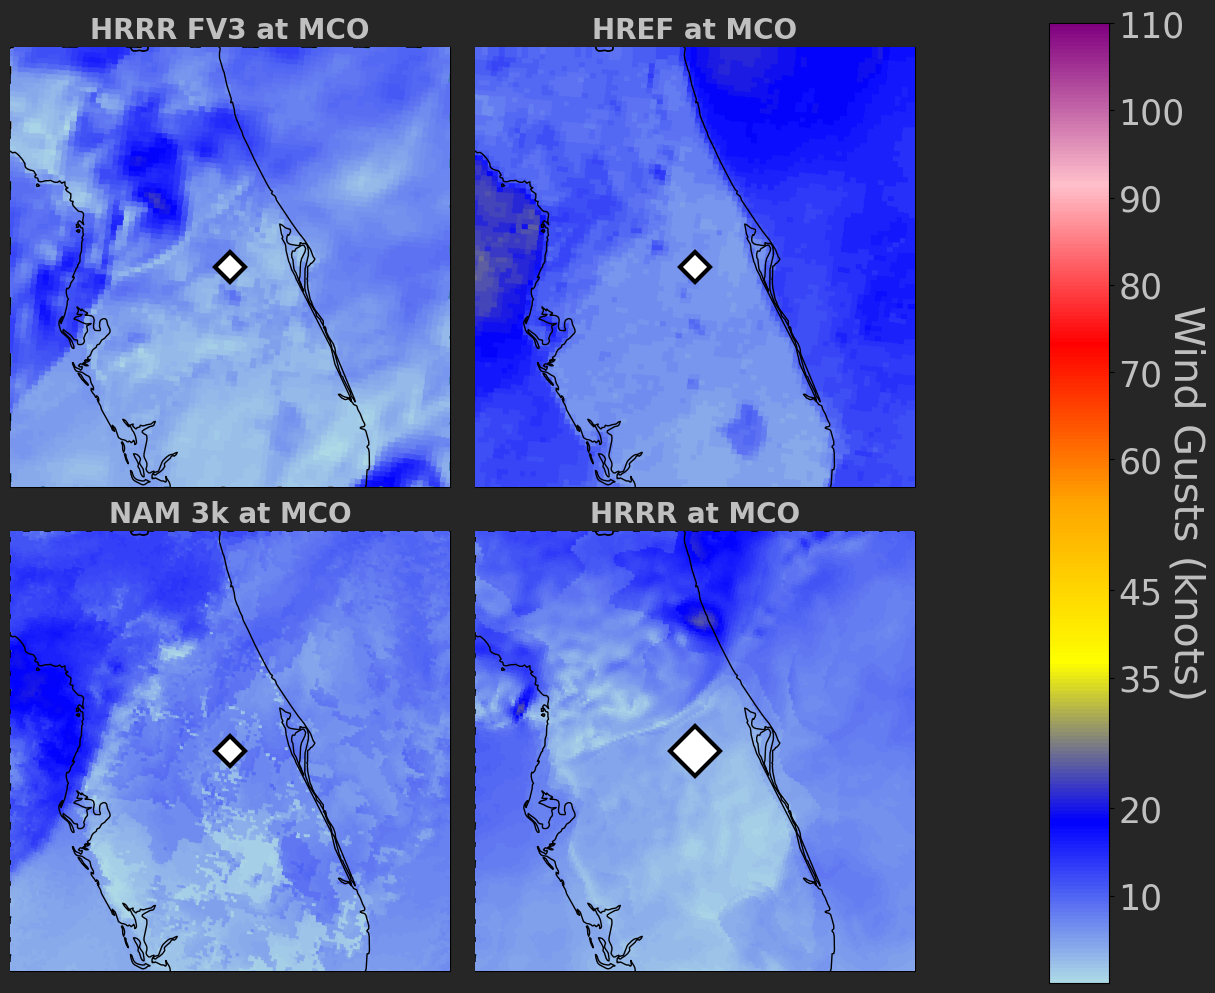 HRRR FV3 at MCO
HREF at MCO
NAM 3k at MCO
HRRR at MCO
110
100
90
80
70
60
45
35
20
10
Wind Gusts (knots)